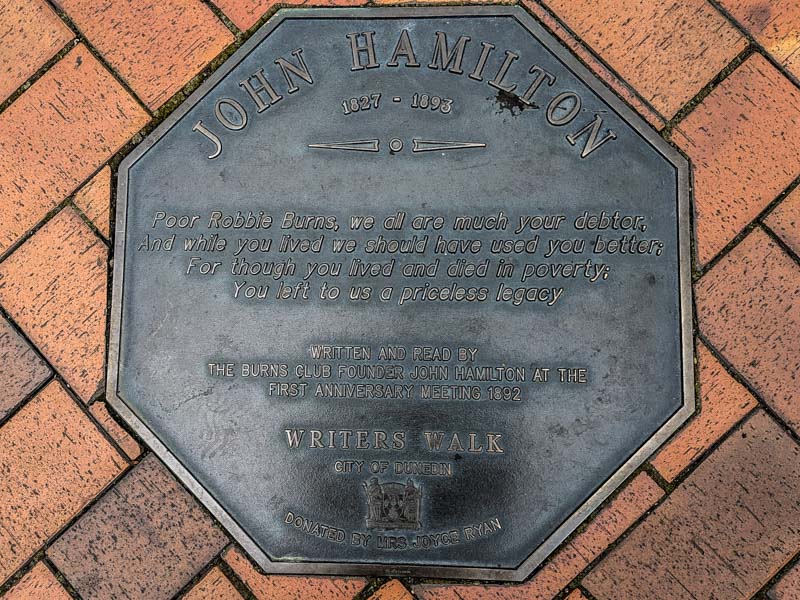 JOHN HAMILTON
1827 - 1893
Poor Robbie Burns, we all are much your debtor,
And while you lived we should have used you better;
For though you lived and died in poverty;
You left to us a priceless legacy
WRITTEN AND READ BY
THE BURNS CLUB FOUNDER JOHN HAMILTON AT THE
FIRST ANNIVERSARY MEETING 1892
WRITERS WALK
CITY OF DUNEDIN
DONATED BY MRS JOYCE RYAN